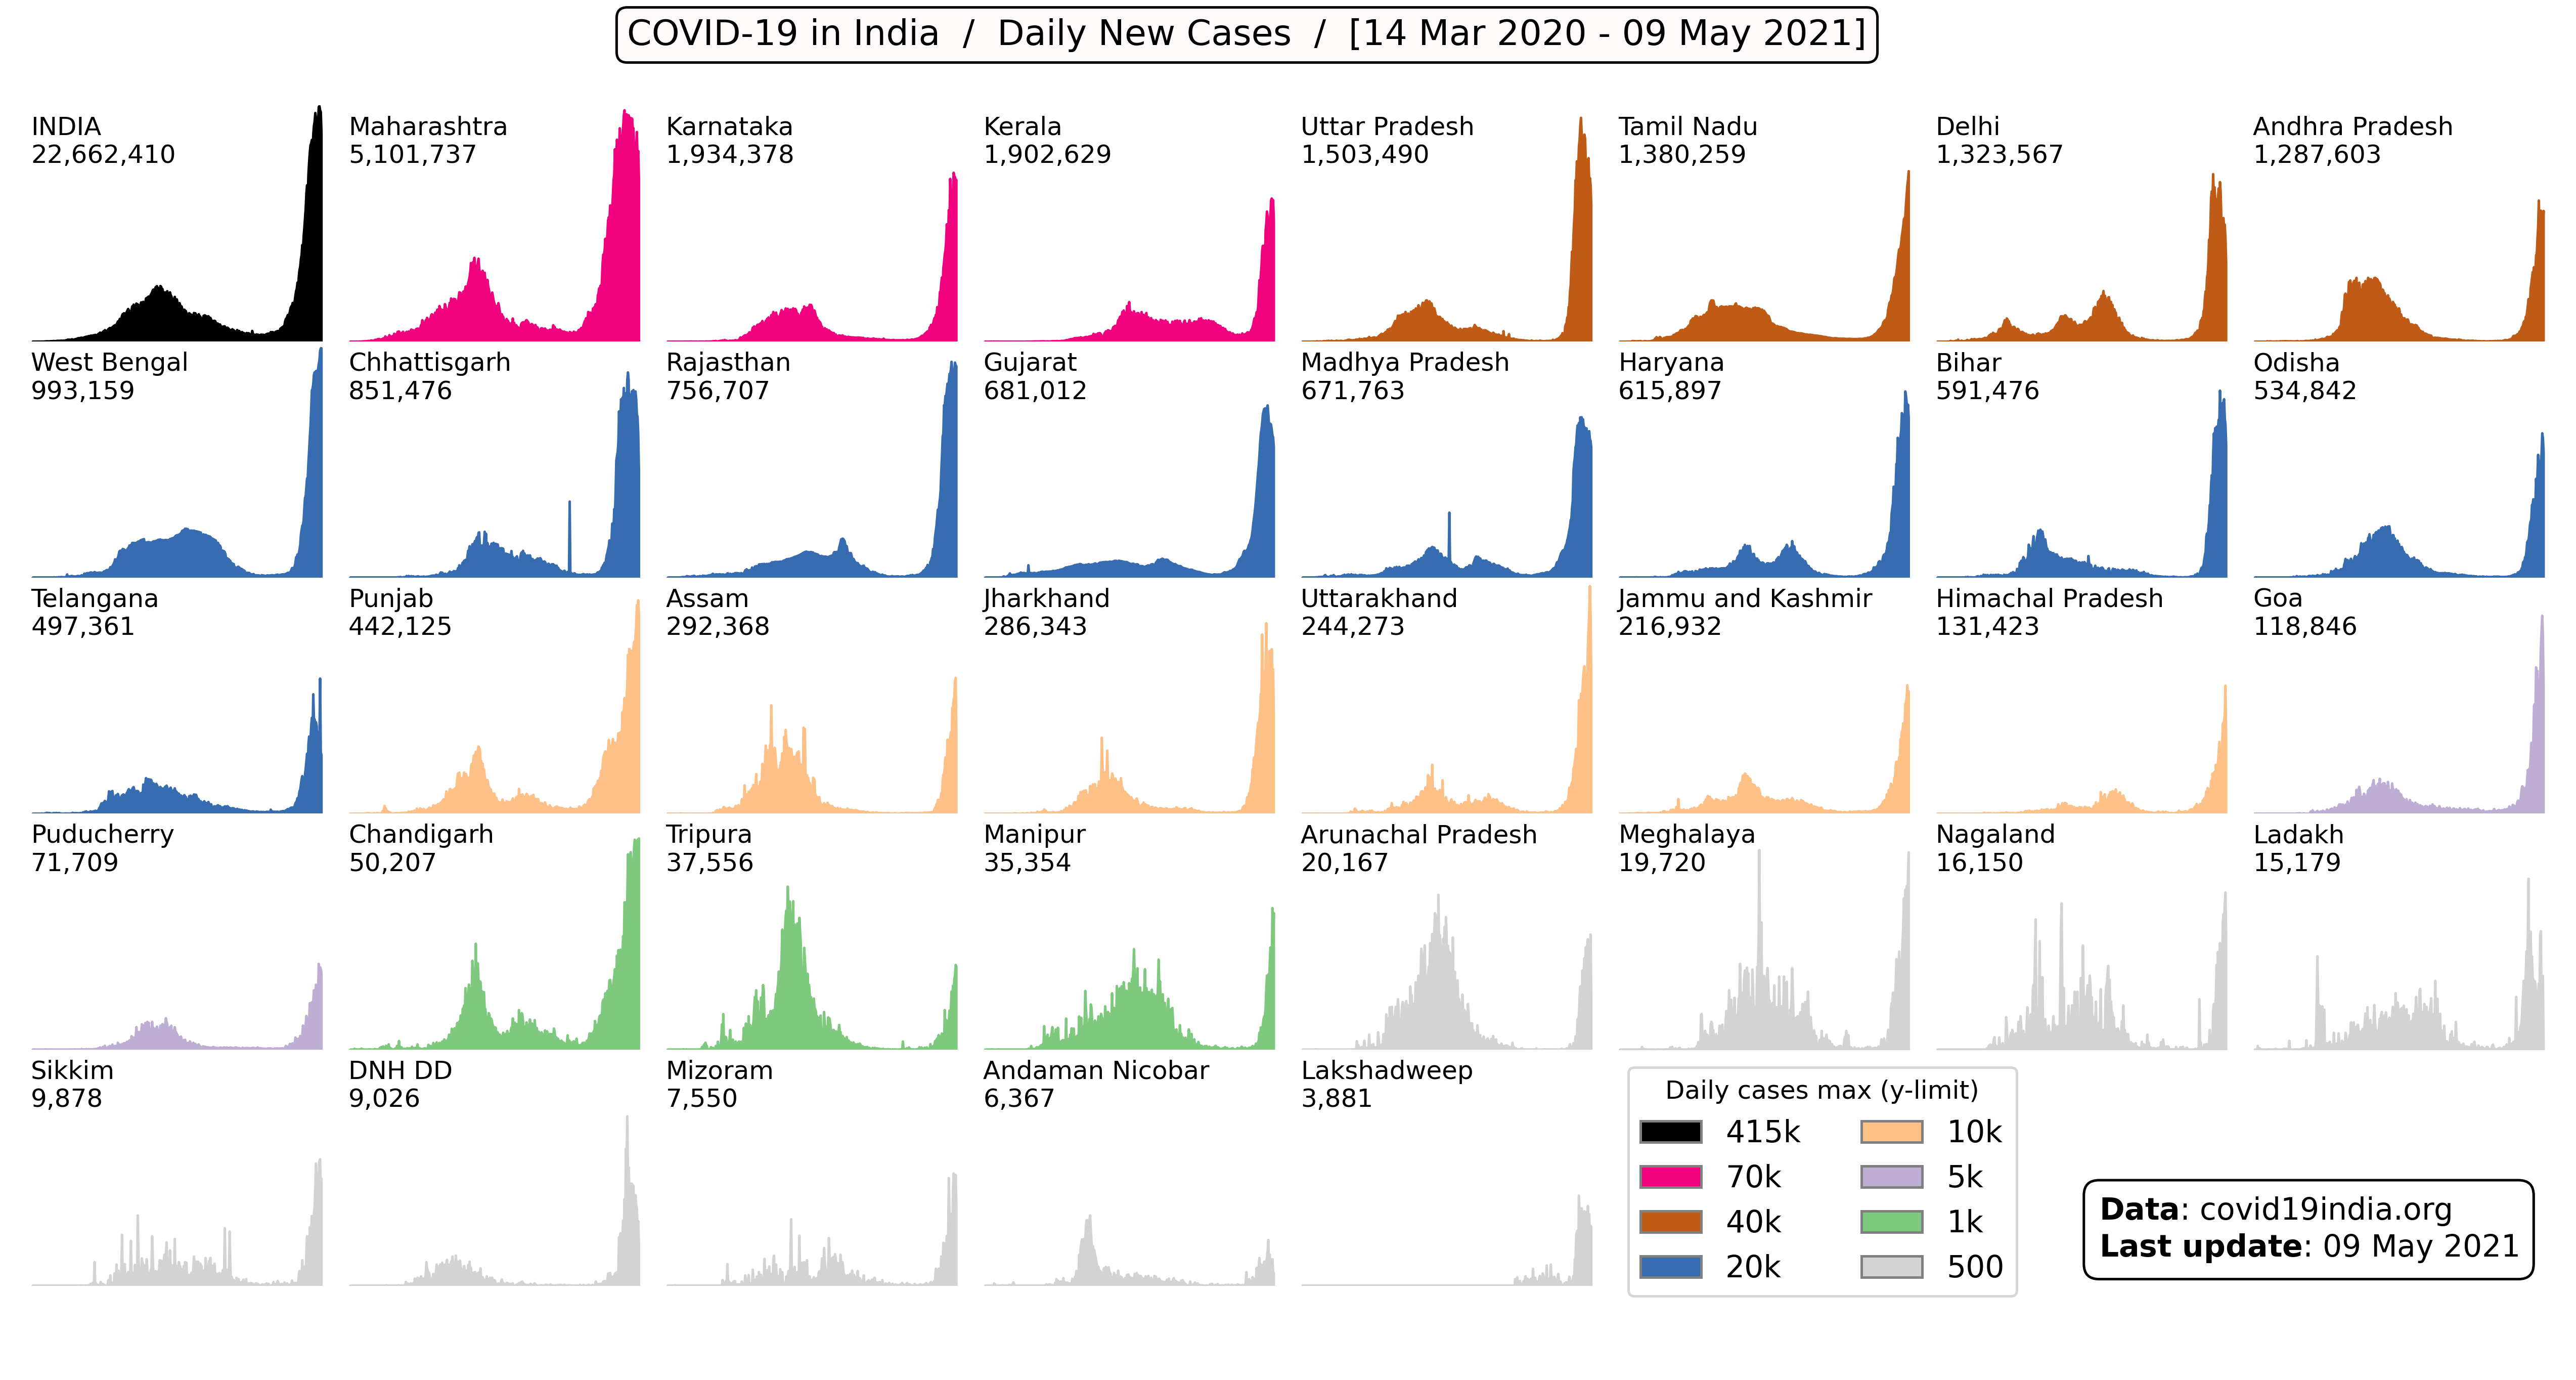 COVID-19 in India / Daily New Cases / [14 Mar 2020 - 09 May 2021]
INDIA
22,662,410
Maharashtra
5,101,737
Karnataka
1,934,378
Kerala
1,902,629
Uttar Pradesh
1,503,490
Tamil Nadu
1,380,259
Delhi
1,323,567
Andhra Pradesh
1,287,603
West Bengal
993,159
Chhattisgarh
851,476
Rajasthan
756,707
Gujarat
681,012
Madhya Pradesh
671,763
Haryana
615,897
Bihar
591,476
Odisha
534,842
Telangana
497,361
Punjab
442,125
Assam
292,368
Jharkhand
286,343
Uttarakhand
244,273
Jammu and Kashmir
216,932
Himachal Pradesh
131,423
Goa
118,846
Puducherry
71,709
Chandigarh
50,207
Tripura
37,556
Manipur
35,354
Arunachal Pradesh
20,167
Meghalaya
19,720
Nagaland
16,150
Ladakh
15,179
Sikkim
9,878
DNH DD
9,026
Mizoram
7,550
Andaman Nicobar
6,367
Lakshadweep
3,881
Daily cases max (y-limit)
415k
70k
40k
20k
10k
5k
1k
500
Data: covid19india.org
Last update: 09 May 2021